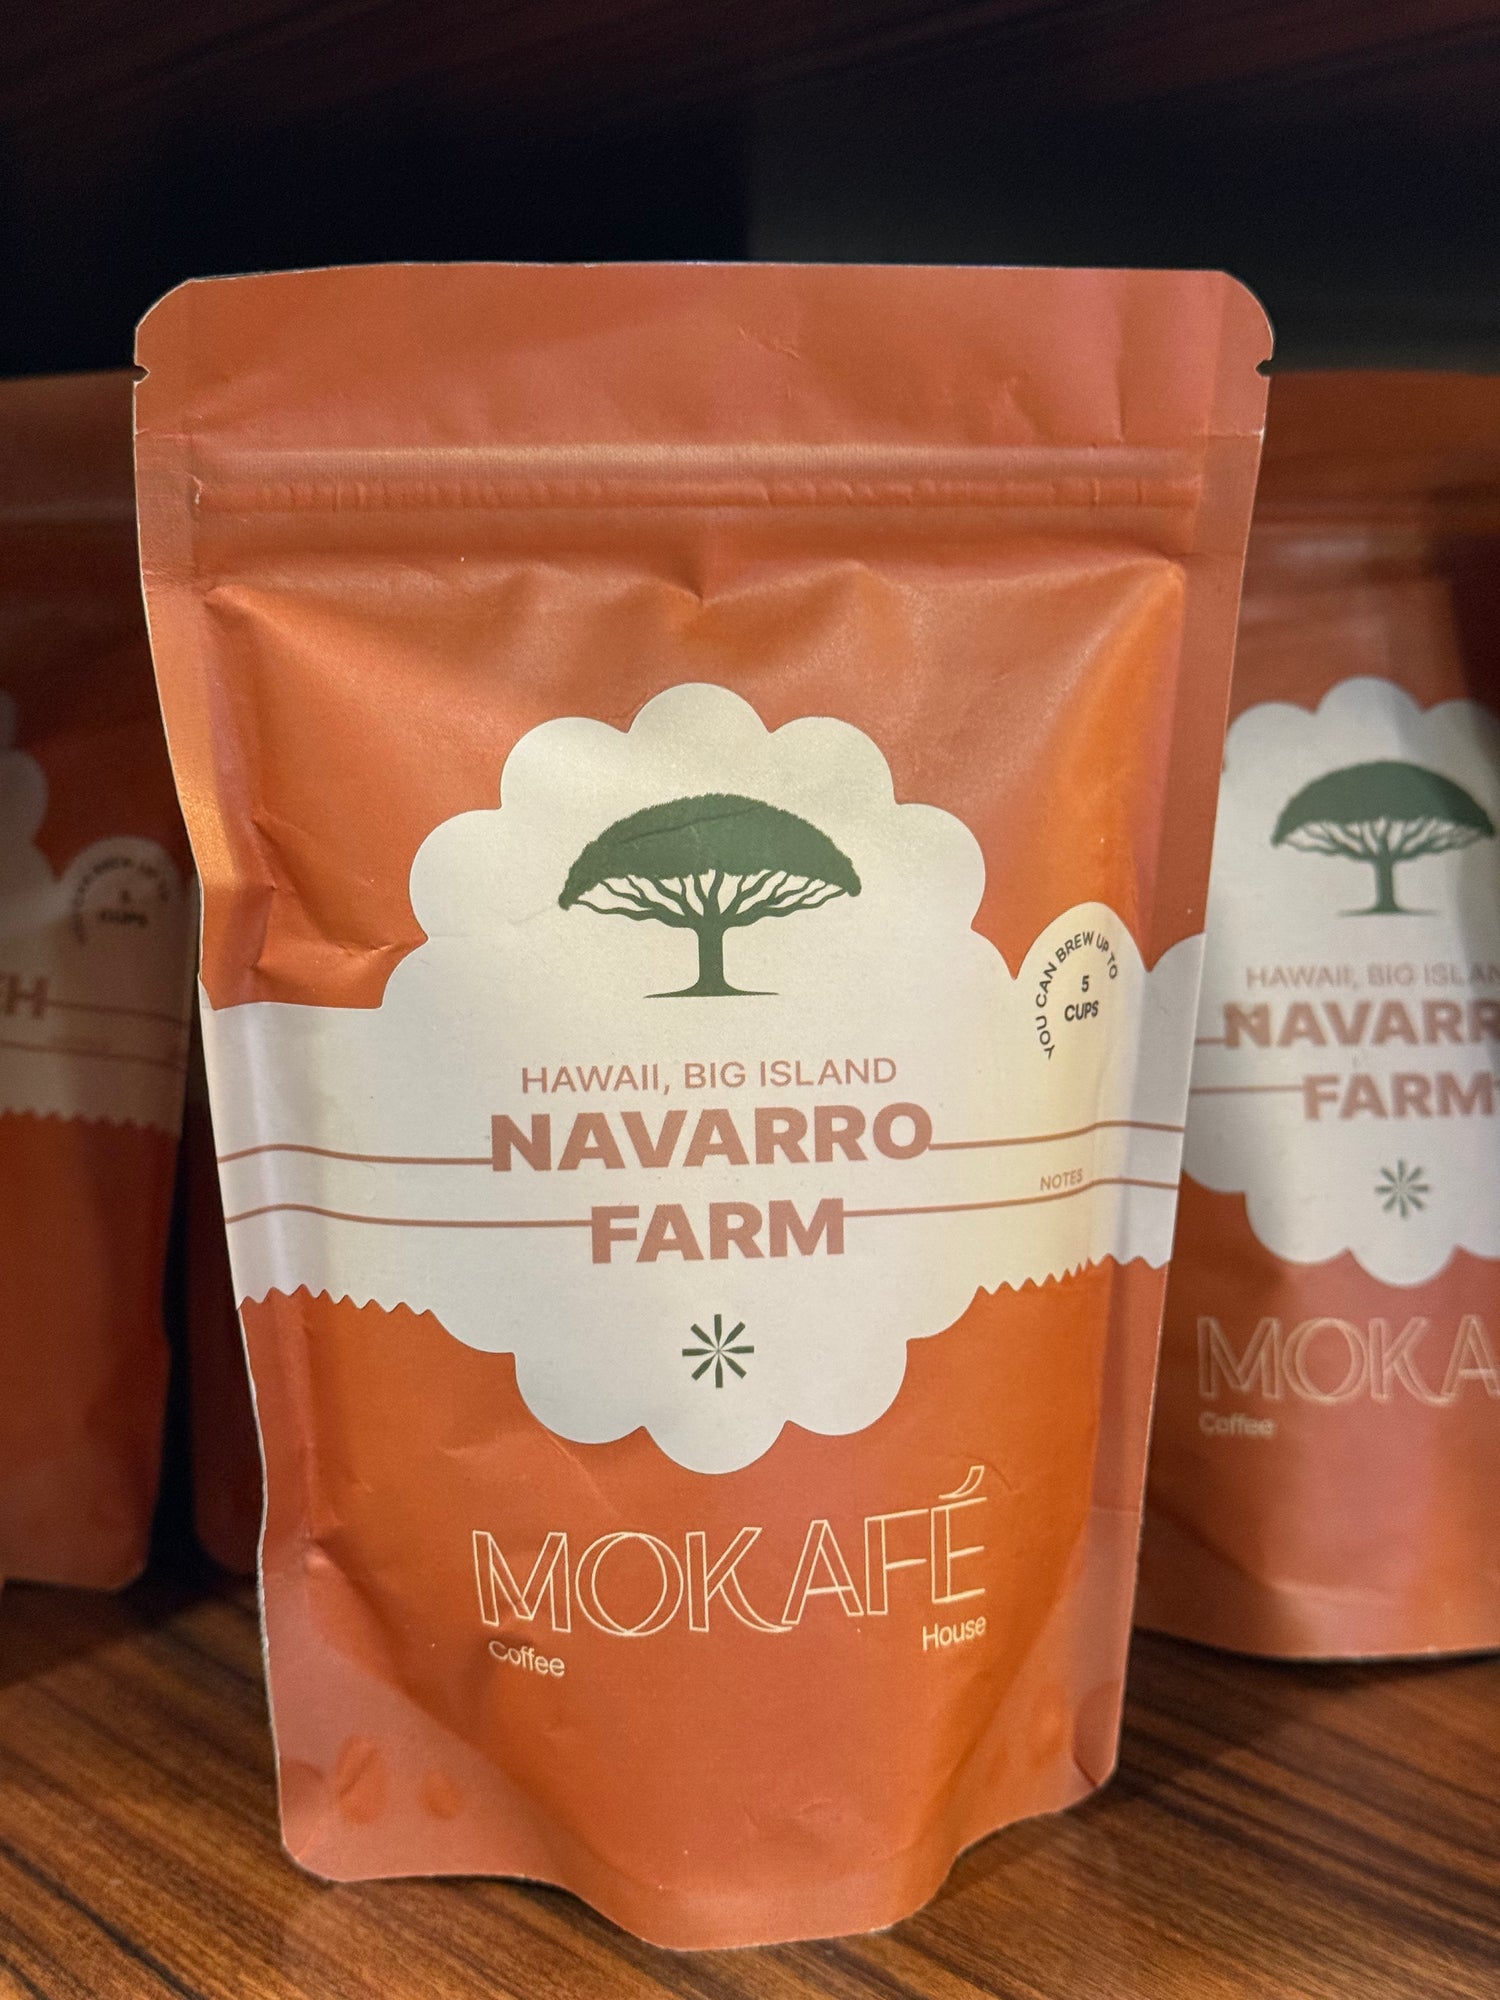 YOU CAN BREW UP TO
5
CUPS
HAWAII, BIG ISLAND
NAVARRO
FARM
NOTES
MOKAFÉ
Coffee House
CUPS
HAWAII, BIG
NAVARR
FARM
MOKA
Coffee